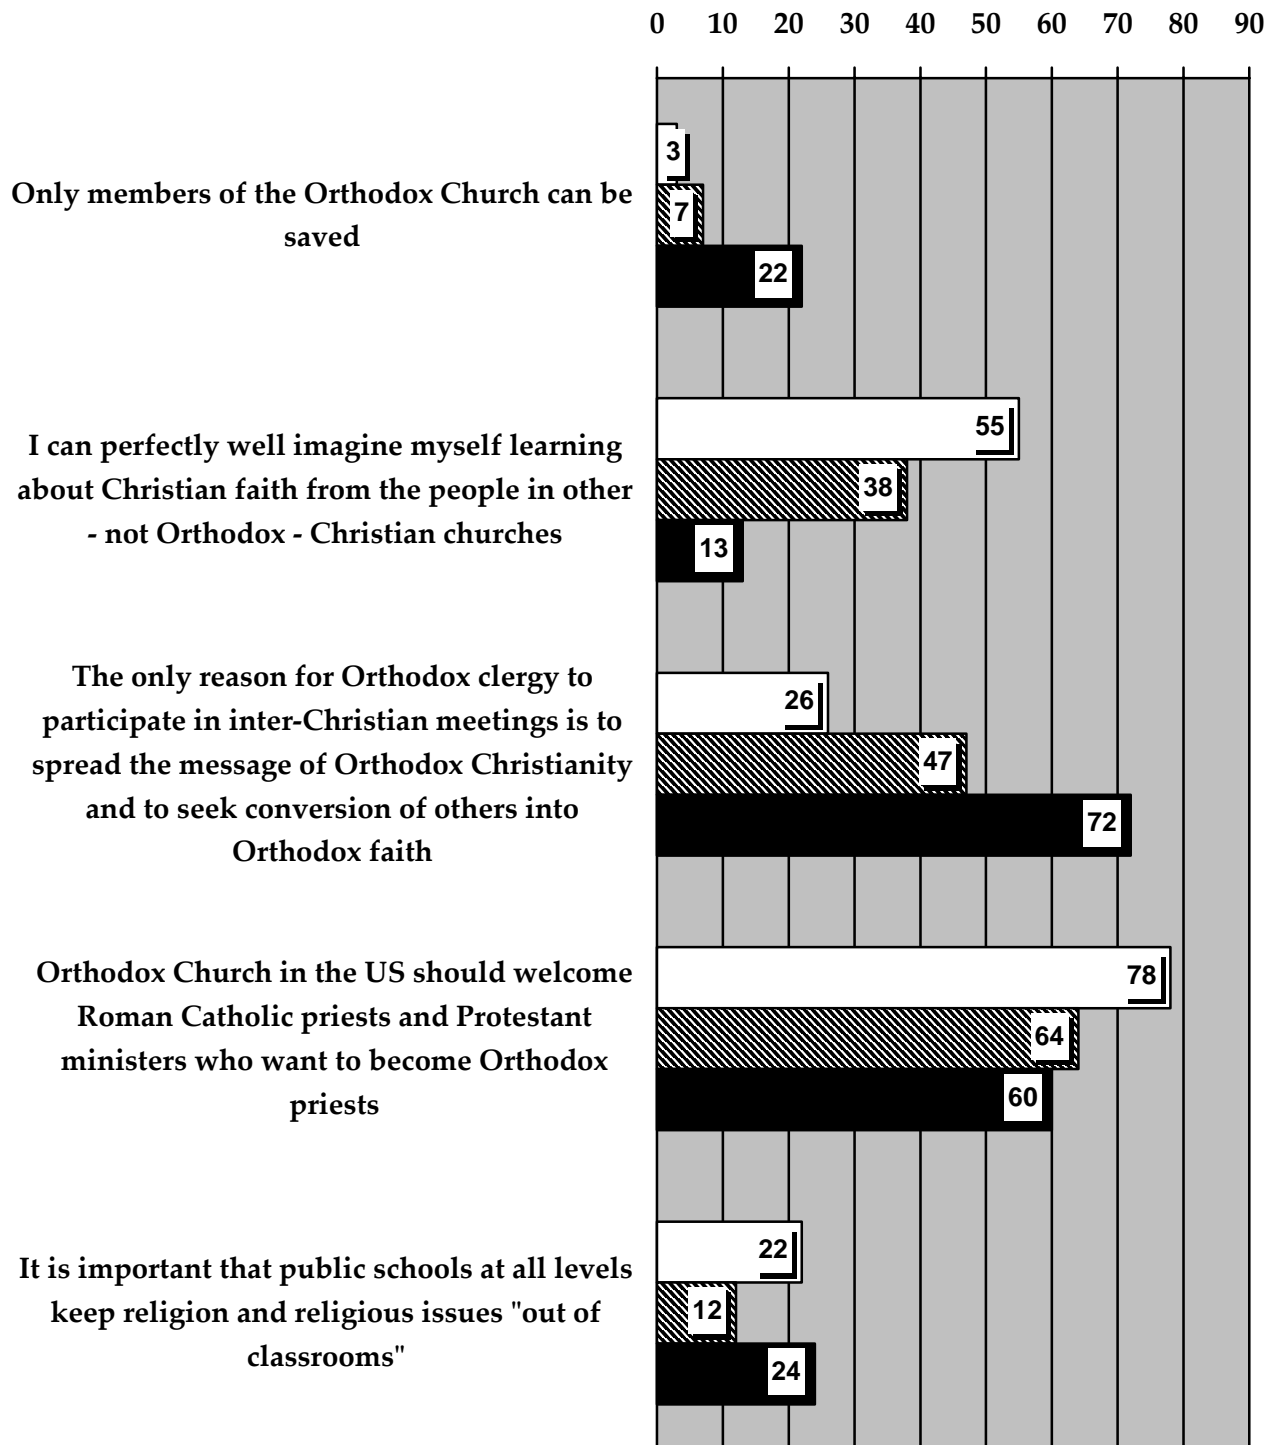 0 10 20 30 40 50 60 70 80 90
Only members of the Orthodox Church can be
saved
3
7
22
I can perfectly well imagine myself learning
about Christian faith from the people in other
- not Orthodox - Christian churches
55
38
13
The only reason for Orthodox clergy to
participate in inter-Christian meetings is to
spread the message of Orthodox Christianity
and to seek conversion of others into
Orthodox faith
26
47
72
Orthodox Church in the US should welcome
Roman Catholic priests and Protestant
ministers who want to become Orthodox
priests
78
64
60
It is important that public schools at all levels
keep religion and religious issues "out of
classrooms"
22
12
24